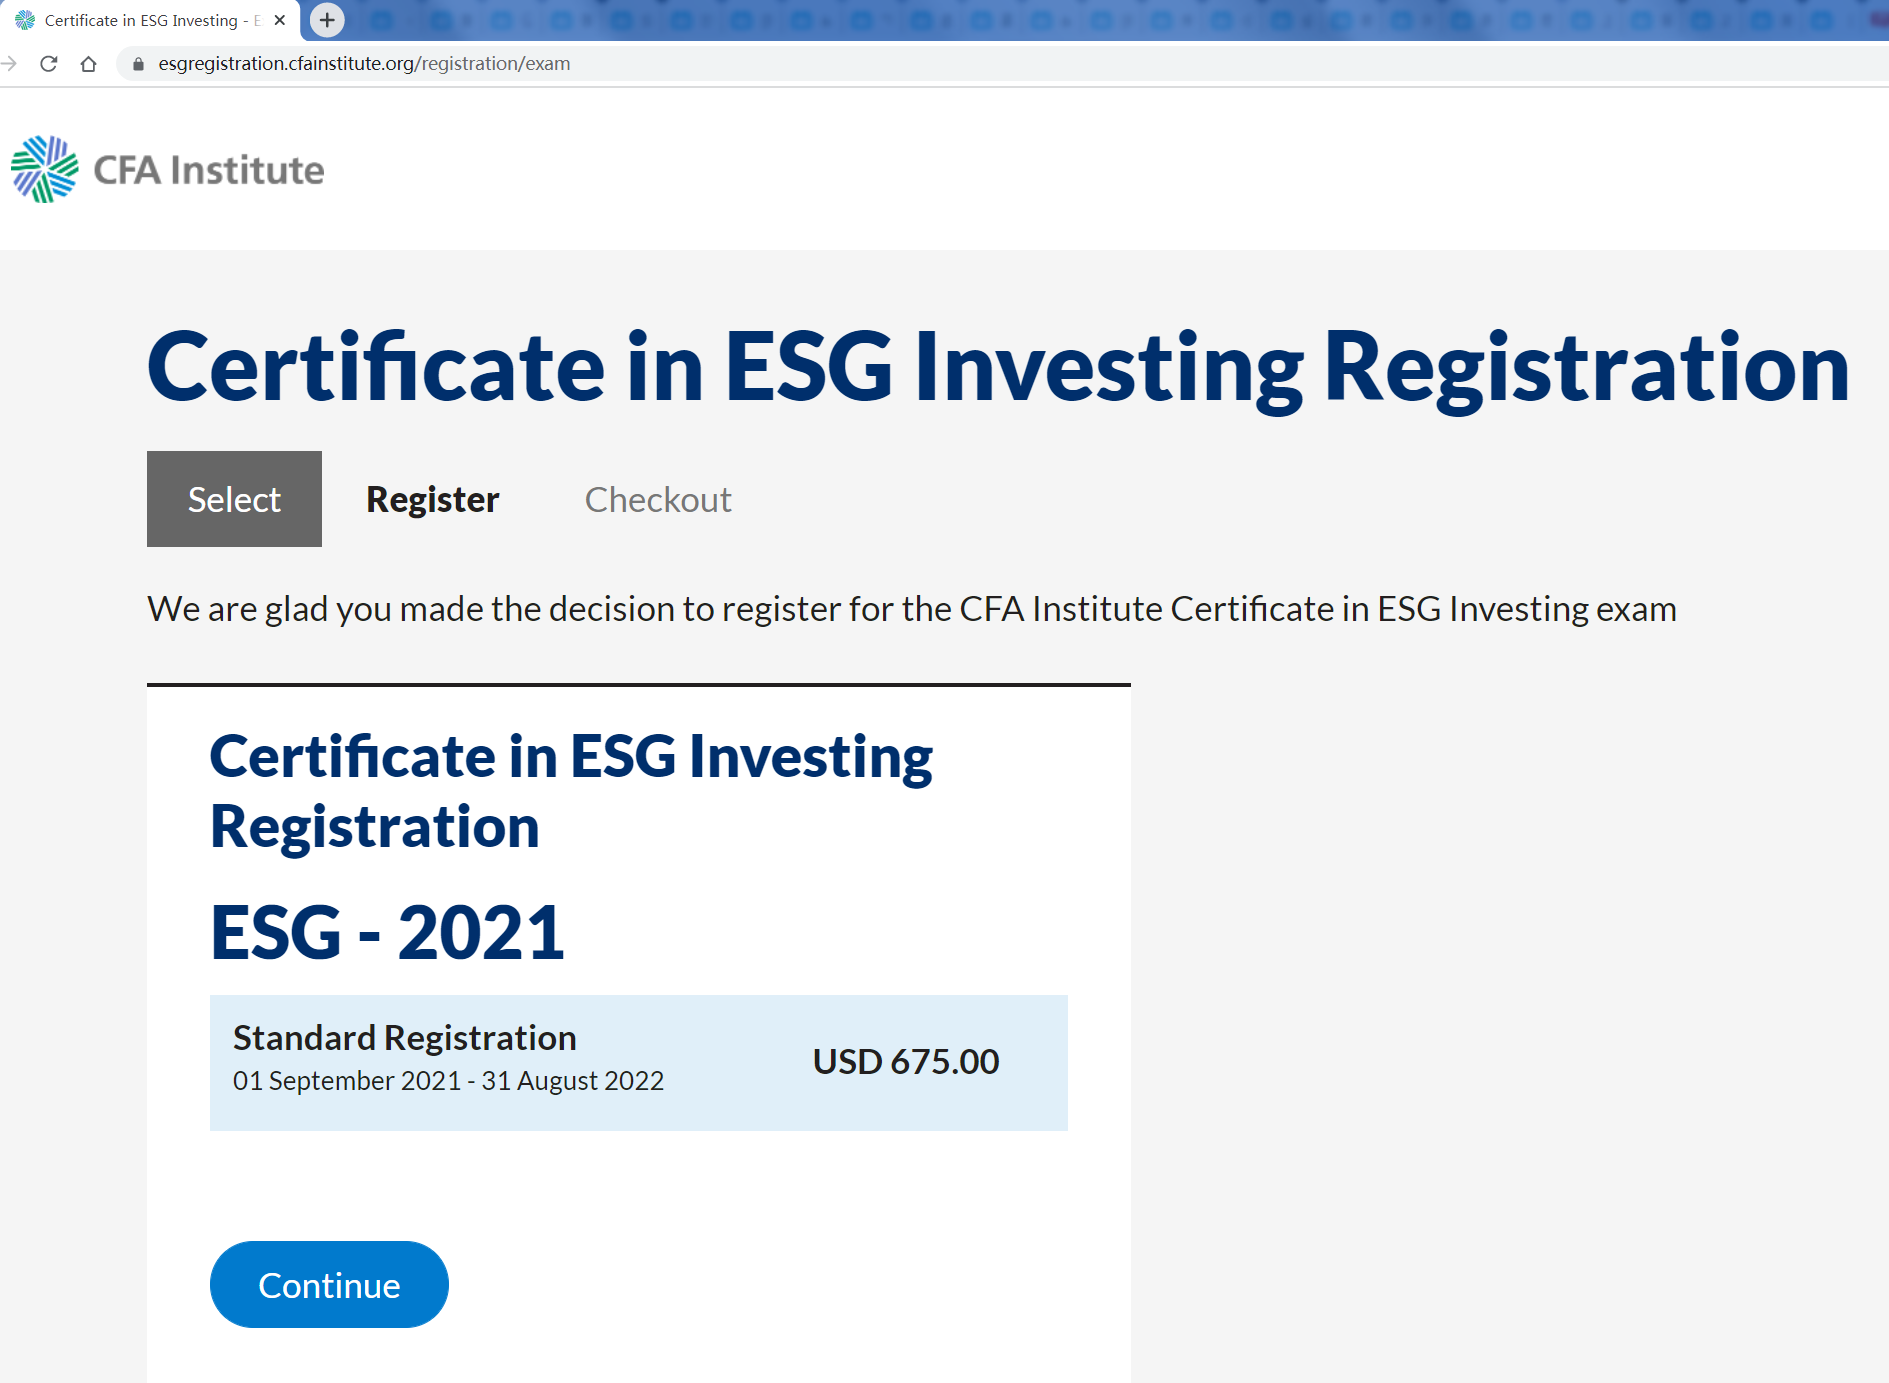 Certificate in ESG Investing - E
esgregistration.cfainstitute.org/registration/exam
CFA Institute
Certificate in ESG Investing Registration
Select
Register
Checkout
We are glad you made the decision to register for the CFA Institute Certificate in ESG Investing exam
Certificate in ESG Investing
Registration
ESG - 2021
Standard Registration
01 September 2021 - 31 August 2022
USD 675.00
Continue